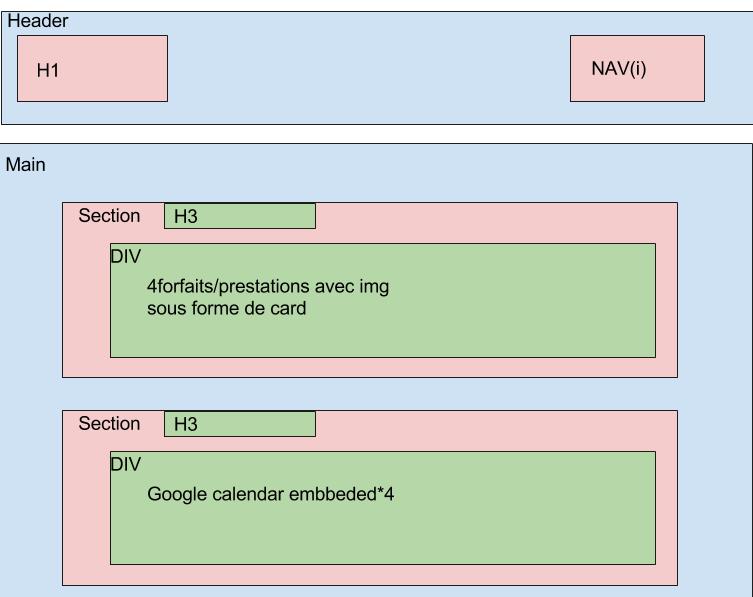 Header
H1
NAV(i)
Main
Section
H3
DIV
4forfaits/prestations avec img
sous forme de card
Section
H3
DIV
Google calendar embbeded*4